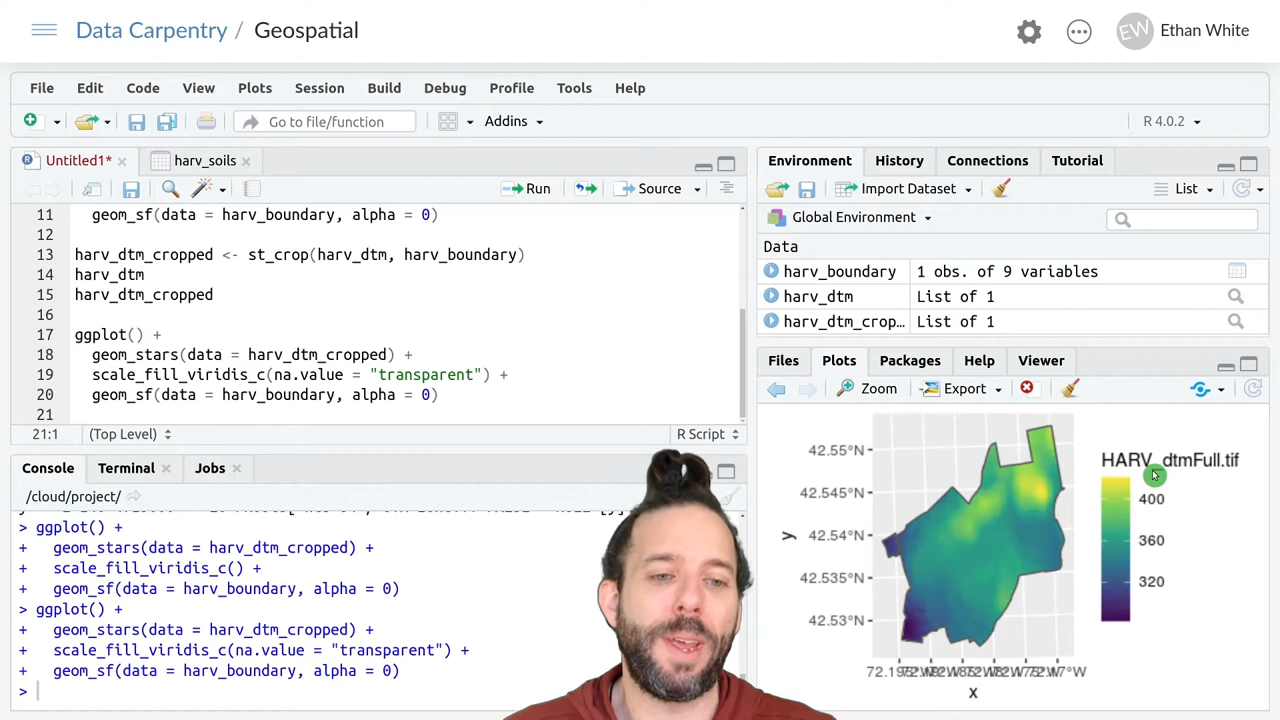 Data Carpentry / Geospatial
EW Ethan White
File Edit Code View Plots Session Build Debug Profile Tools Help
Go to file/function Addins R 4.0.2
Untitled1* harv_soils
Run Source
11 geom_sf(data = harv_boundary, alpha = 0)
12
13 harv_dtm_cropped <- st_crop(harv_dtm, harv_boundary)
14 harv_dtm
15 harv_dtm_cropped
16
17 ggplot() +
18 geom_stars(data = harv_dtm_cropped) +
19 scale_fill_viridis_c(na.value = "transparent") +
20 geom_sf(data = harv_boundary, alpha = 0)
21
21:1 (Top Level) R Script
Console Terminal Jobs
/cloud/project/
> ggplot() +
+ geom_stars(data = harv_dtm_cropped) +
+ scale_fill_viridis_c() +
+ geom_sf(data = harv_boundary, alpha = 0)
> ggplot() +
+ geom_stars(data = harv_dtm_cropped) +
+ scale_fill_viridis_c(na.value = "transparent") +
+ geom_sf(data = harv_boundary, alpha = 0)
>
Environment History Connections Tutorial
Import Dataset List
Global Environment
Data
harv_boundary 1 obs. of 9 variables
harv_dtm List of 1
harv_dtm_crop… List of 1
Files Plots Packages Help Viewer
Zoom Export
42.55°N
42.545°N
42.54°N
42.535°N
42.53°N
y
x
HARV_dtmFull.tif
400
360
320